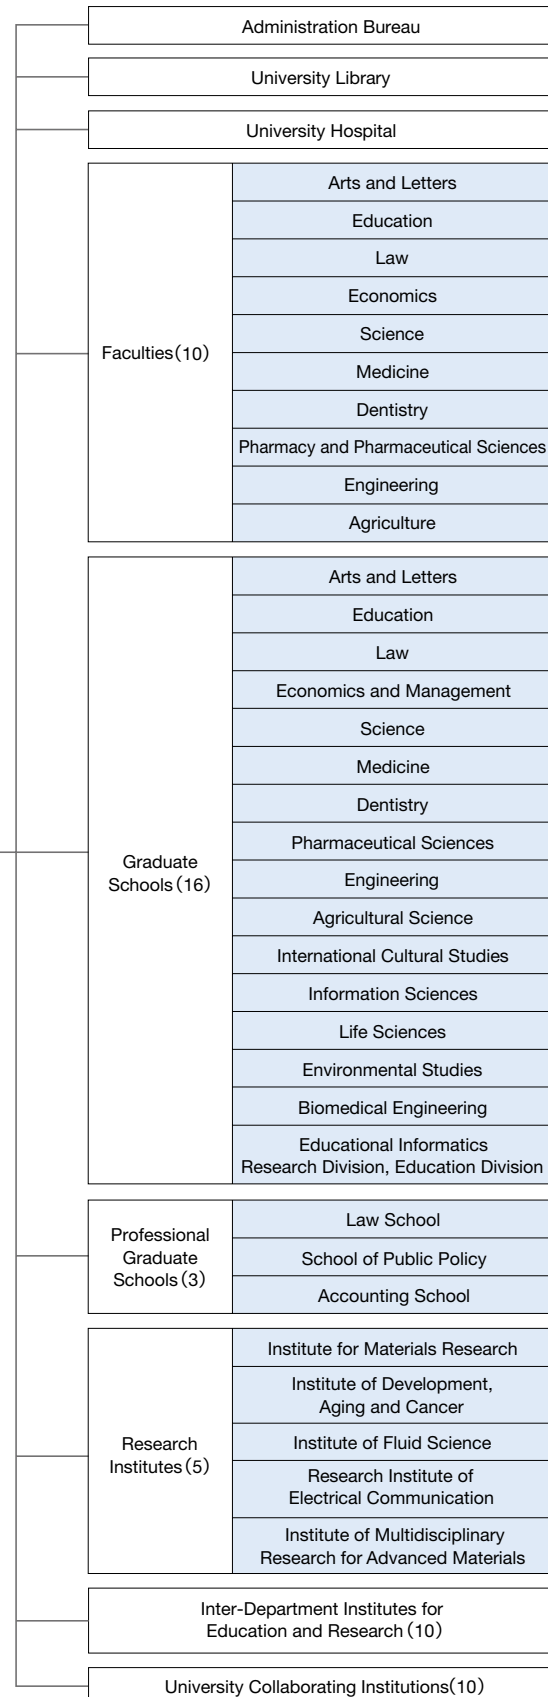 Administration Bureau
University Library
University Hospital
Faculties(10)
Arts and Letters
Education
Law
Economics
Science
Medicine
Dentistry
Pharmacy and Pharmaceutical Sciences
Engineering
Agriculture
Graduate
Schools(16)
Arts and Letters
Education
Law
Economics and Management
Science
Medicine
Dentistry
Pharmaceutical Sciences
Engineering
Agricultural Science
International Cultural Studies
Information Sciences
Life Sciences
Environmental Studies
Biomedical Engineering
Educational Informatics
Research Division, Education Division
Professional
Graduate
Schools(3)
Law School
School of Public Policy
Accounting School
Research
Institutes(5)
Institute for Materials Research
Institute of Development,
Aging and Cancer
Institute of Fluid Science
Research Institute of
Electrical Communication
Institute of Multidisciplinary
Research for Advanced Materials
Inter-Department Institutes for
Education and Research(10)
University Collaborating Institutions(10)